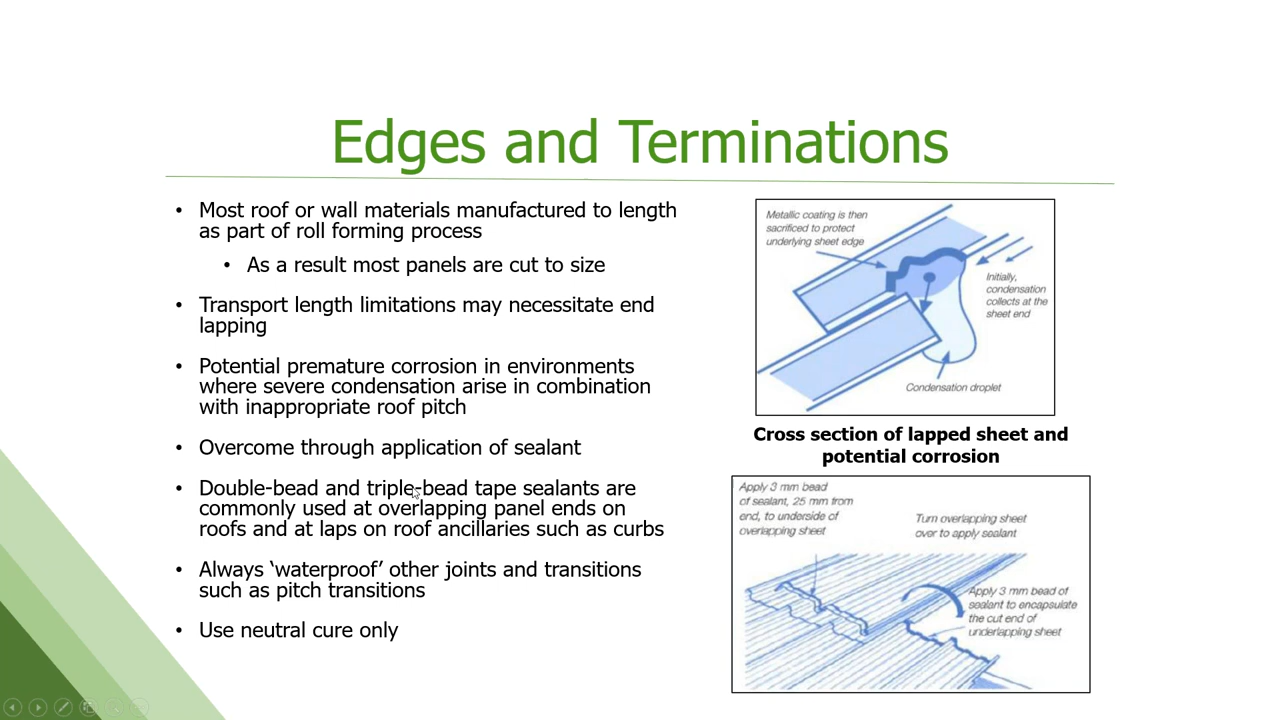 Edges and Terminations
• Most roof or wall materials manufactured to length
as part of roll forming process
• As a result most panels are cut to size
• Transport length limitations may necessitate end
lapping
• Potential premature corrosion in environments
where severe condensation arise in combination
with inappropriate roof pitch
• Overcome through application of sealant
• Double-bead and triple-bead tape sealants are
commonly used at overlapping panel ends on
roofs and at laps on roof ancillaries such as curbs
• Always ‘waterproof’ other joints and transitions
such as pitch transitions
• Use neutral cure only
Metallic coating is then
sacrificed to protect
underlying sheet edge
Initially,
condensation
collects at the
sheet end
Condensation droplet
Cross section of lapped sheet and
potential corrosion
Apply 3 mm bead
of sealant, 25 mm from
end, to underside of
overlapping sheet
Turn overlapping sheet
over to apply sealant
Apply 3 mm bead of
sealant to encapsulate
the cut end of
underlapping sheet